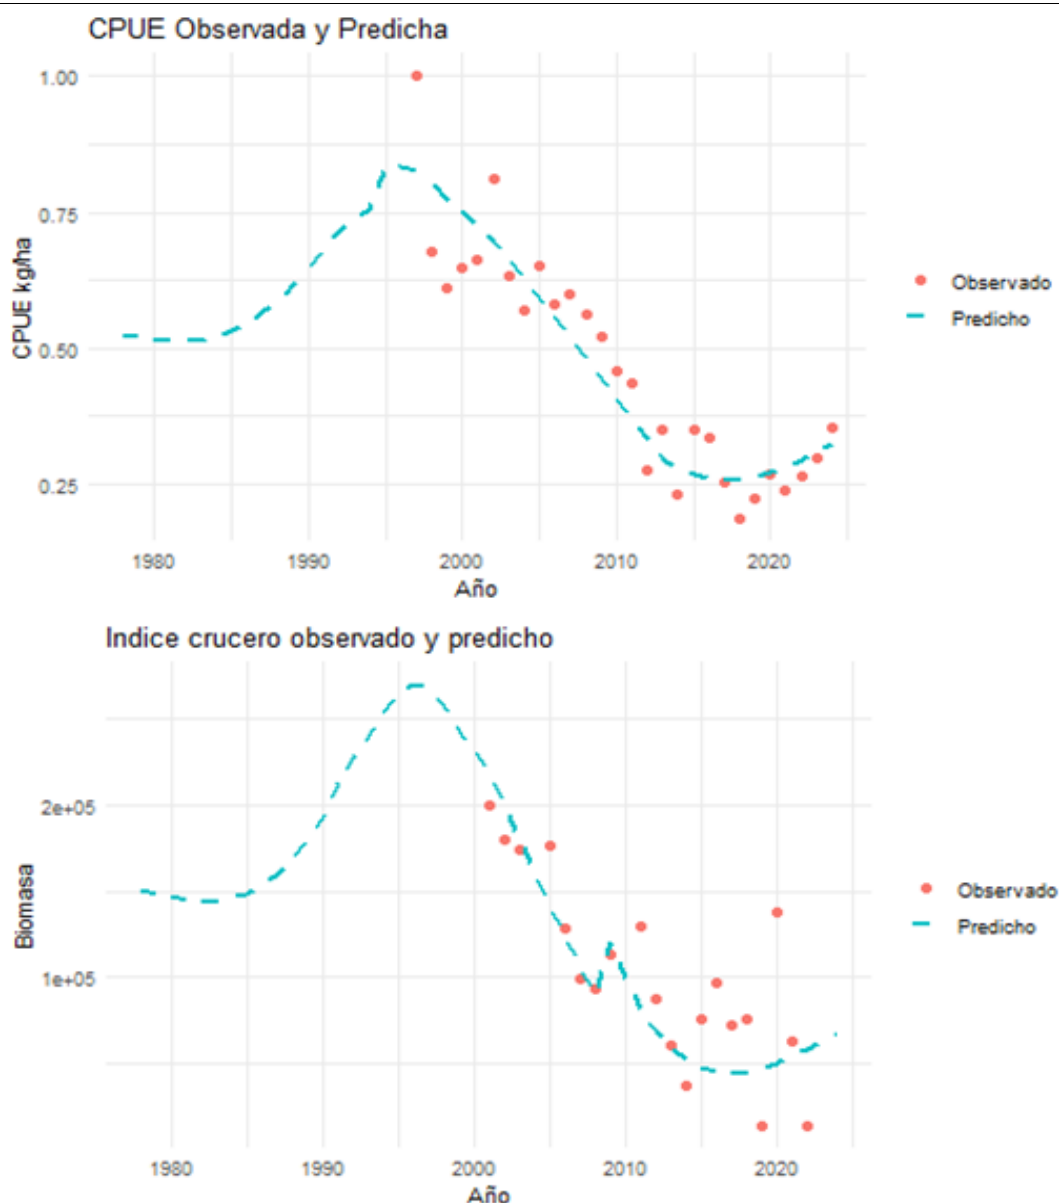 CPUE Observada y Predicha
1.00
0.75
0.50
0.25
CPUE kg/ha
1980 1990 2000 2010 2020
Año
Observado
Predicho
Indice crucero observado y predicho
2e+05
1e+05
Biomasa
1980 1990 2000 2010 2020
Año
Observado
Predicho